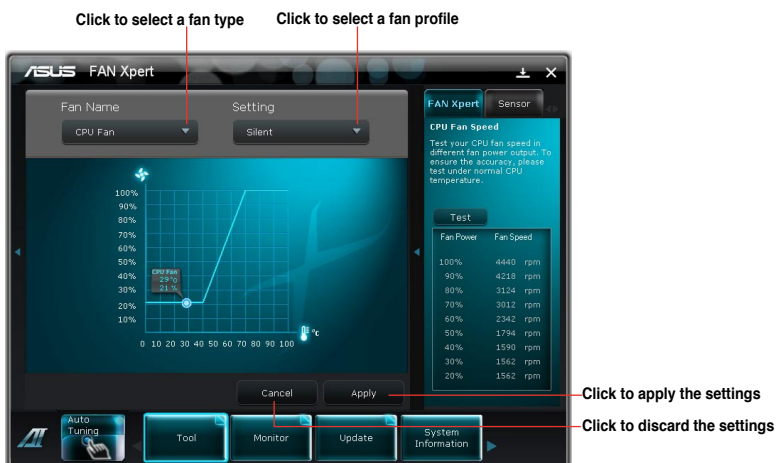 Click to select a fan type
Click to select a fan profile
ASUS FAN Xpert
Fan Name
Setting
CPU Fan
Silent
100%
90%
80%
70%
60%
50%
40%
30%
20%
10%
CPU Fan
29°c
21 %
0 10 20 30 40 50 60 70 80 90 100
°c
Cancel
Apply
FAN Xpert
Sensor
CPU Fan Speed
Test your CPU fan speed in
different fan power output. To
ensure the accuracy, please
test under normal CPU
temperature.
Test
Fan Power Fan Speed
100% 4440 rpm
90% 4218 rpm
80% 3124 rpm
70% 3012 rpm
60% 2342 rpm
50% 1794 rpm
40% 1590 rpm
30% 1562 rpm
20% 1562 rpm
Click to apply the settings
Click to discard the settings
AI
Auto
Tuning
Tool
Monitor
Update
System
Information